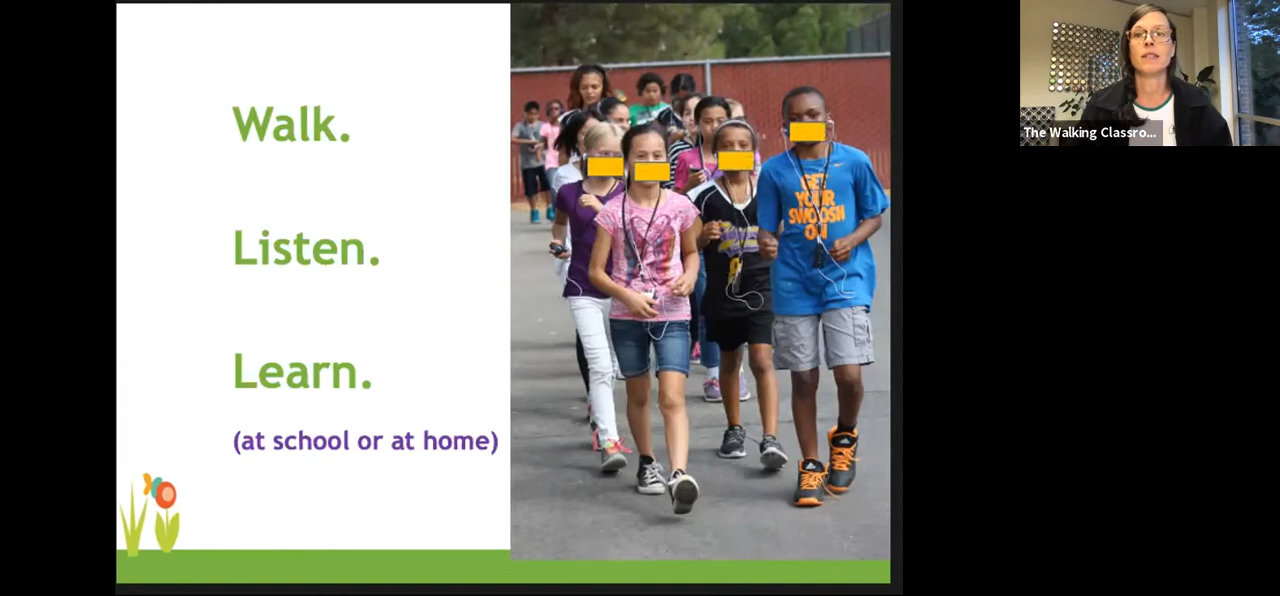 Walk.
Listen.
Learn.
(at school or at home)
GET
YOUR
SWOOSH
ON
The Walking Classro...